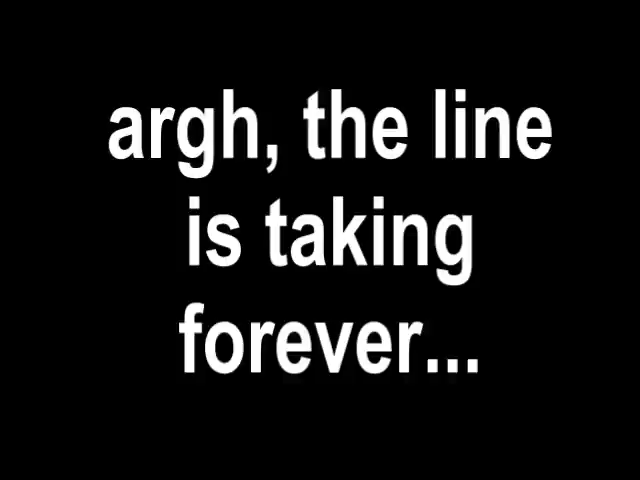 argh, the line
is taking
forever...